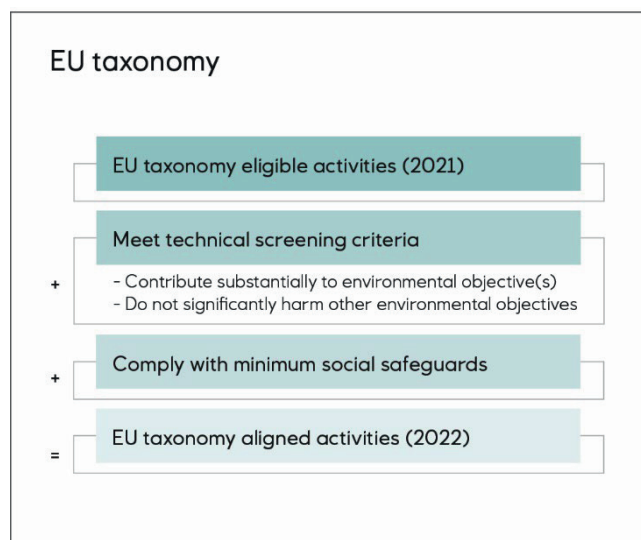 EU taxonomy
EU taxonomy eligible activities (2021)
+
Meet technical screening criteria
- Contribute substantially to environmental objective(s)
- Do not significantly harm other environmental objectives
+
Comply with minimum social safeguards
=
EU taxonomy aligned activities (2022)